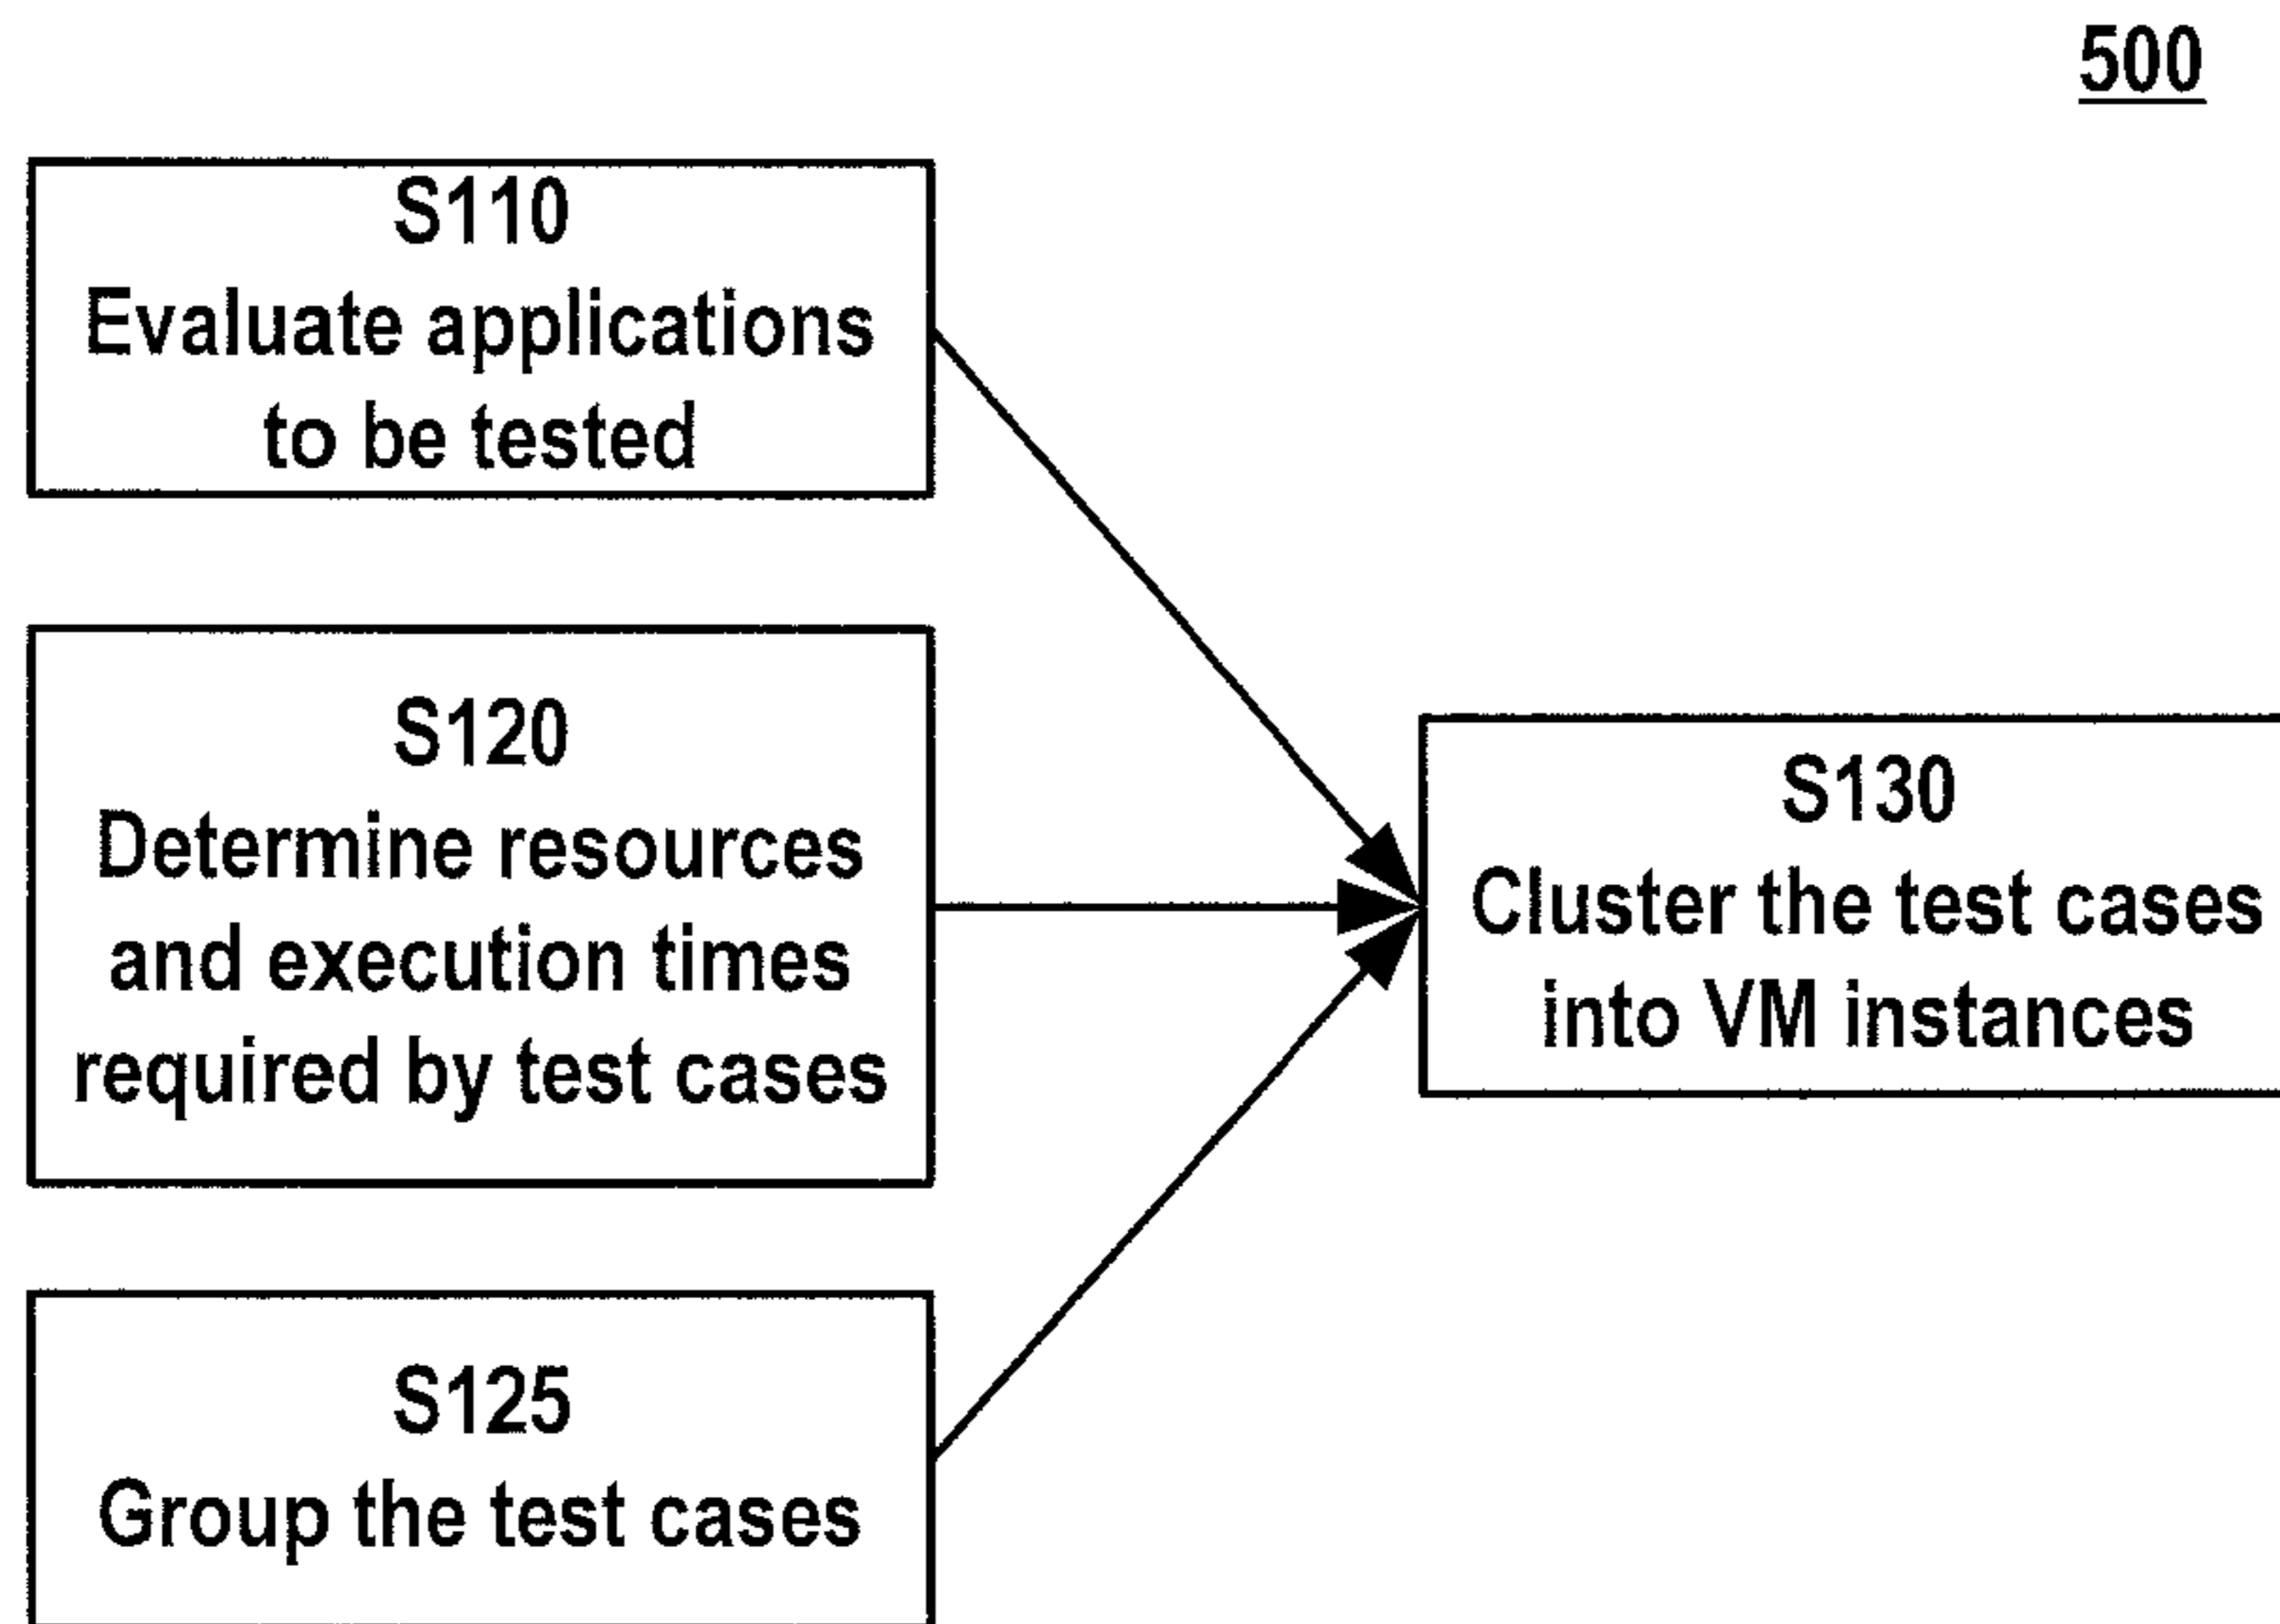 500
S110
Evaluate applications
to be tested
S120
Determine resources
and execution times
required by test cases
S125
Group the test cases
S130
Cluster the test cases
into VM instances